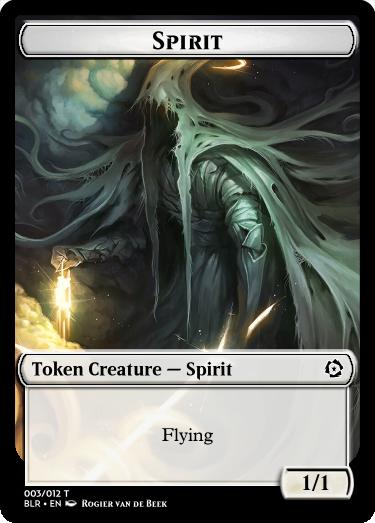 Spirit
Token Creature — Spirit
Flying
1/1
003/012 T
BLR • EN Rogier van de Beek